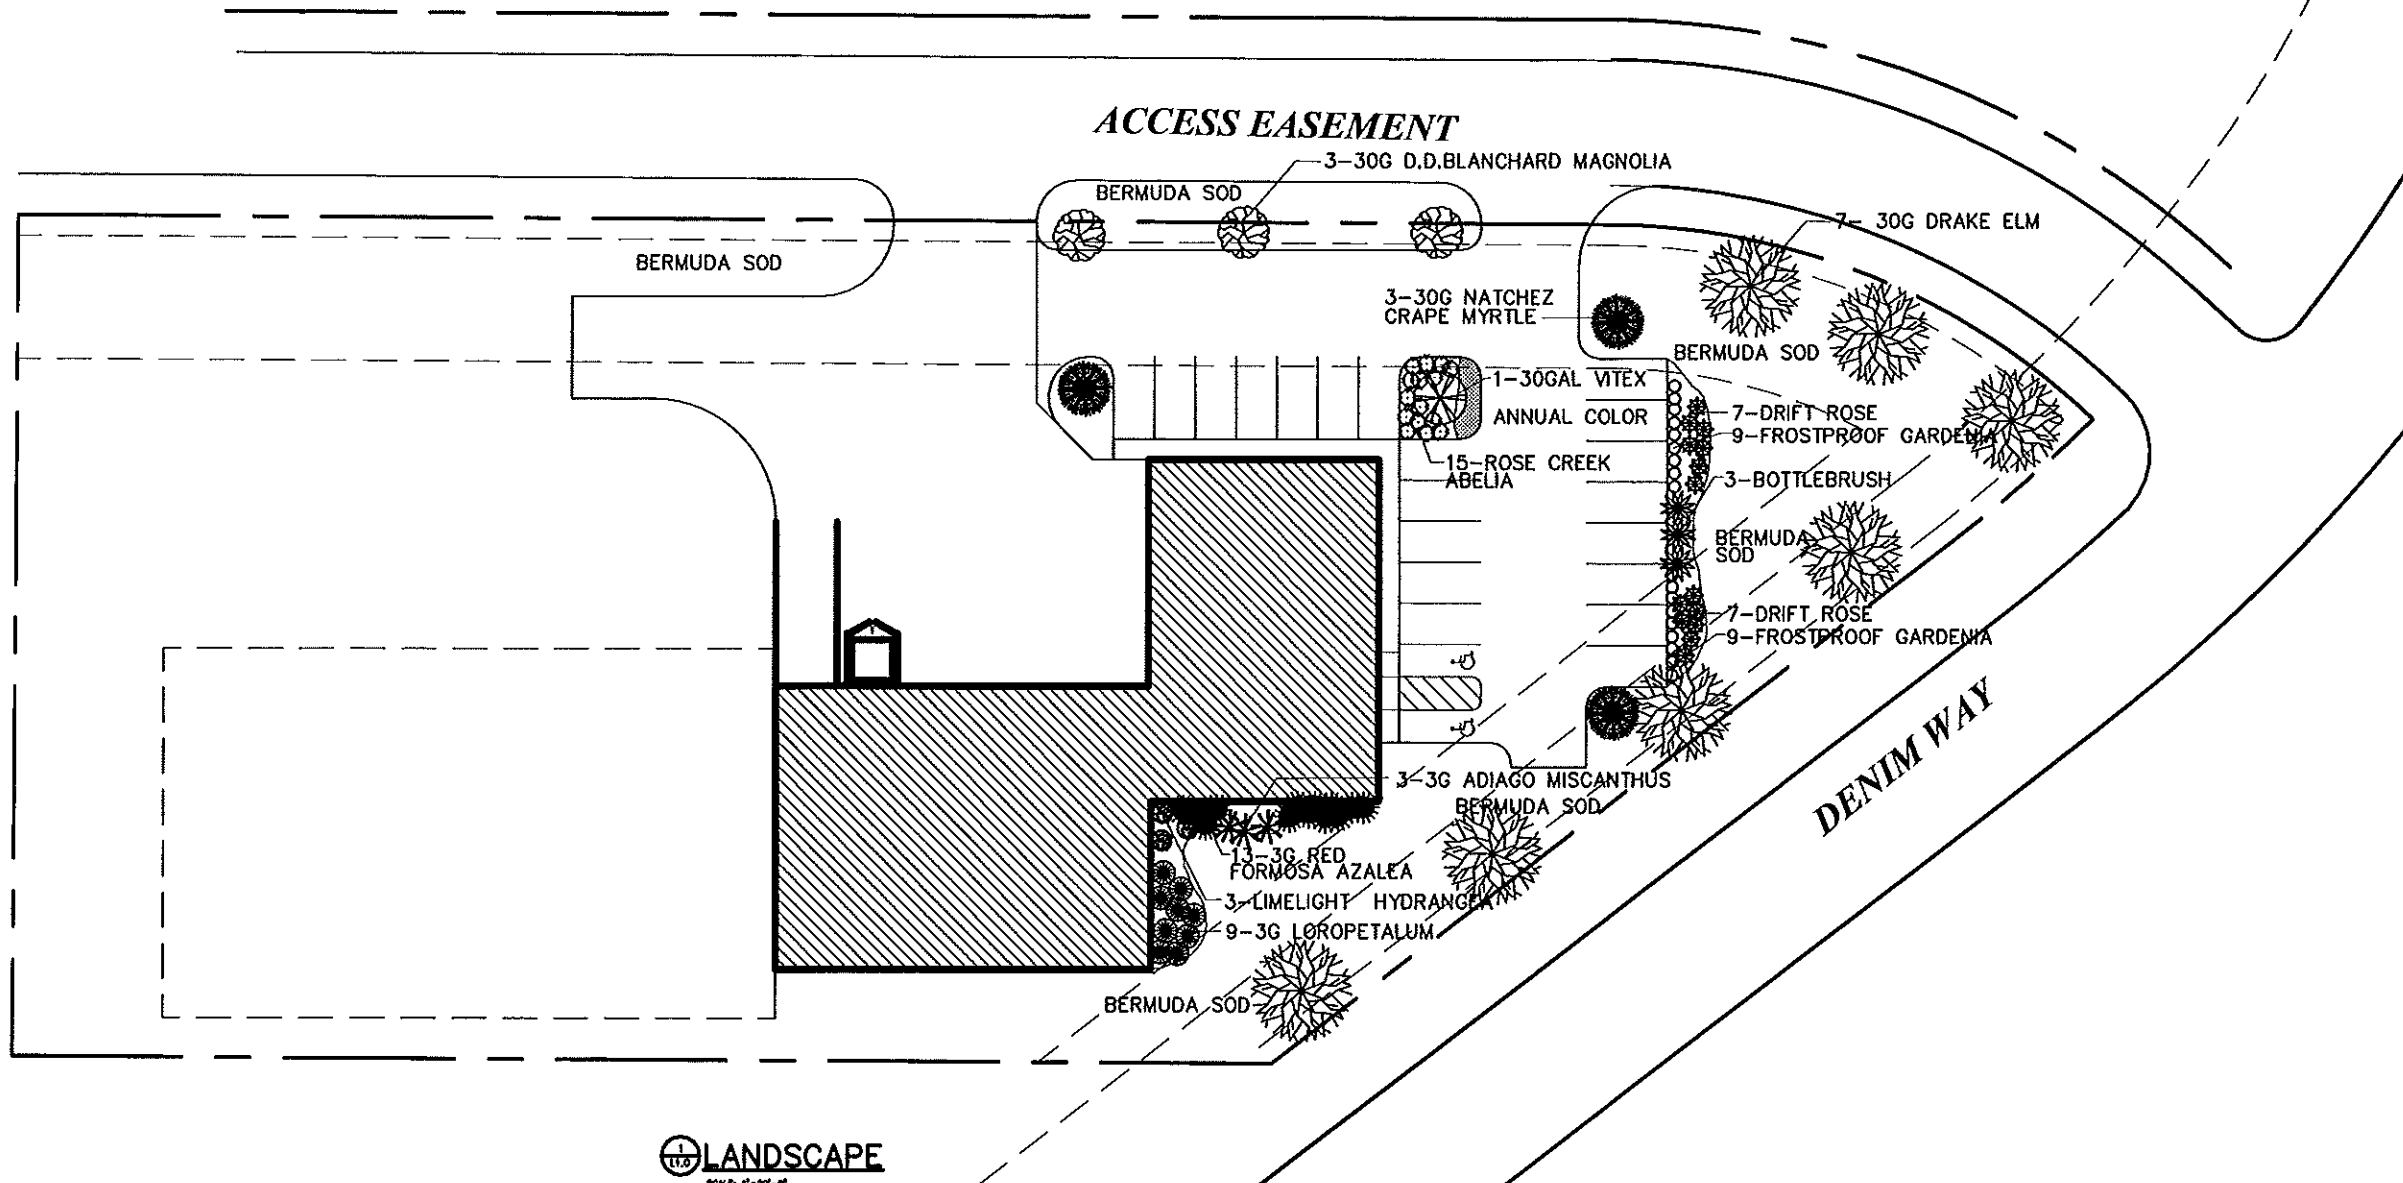 ACCESS EASEMENT
3-30G D.D.BLANCHARD MAGNOLIA
BERMUDA SOD
7- 30G DRAKE ELM
BERMUDA SOD
3-30G NATCHEZ
CRAPE MYRTLE
BERMUDA SOD
1-30GAL VITEX
ANNUAL COLOR
7-DRIFT ROSE
9-FROSTPROOF GARDENIA
15-ROSE CREEK
ABELIA
3-BOTTLEBRUSH
BERMUDA
SOD
7-DRIFT ROSE
9-FROSTPROOF GARDENIA
DENIM WAY
3-3G ADIAGO MISCANTHUS
BERMUDA SOD
13-3G RED
FORMOSA AZALEA
3-LIMELIGHT HYDRANGEA
9-3G LOROPETALUM
BERMUDA SOD
1
L1.0
LANDSCAPE